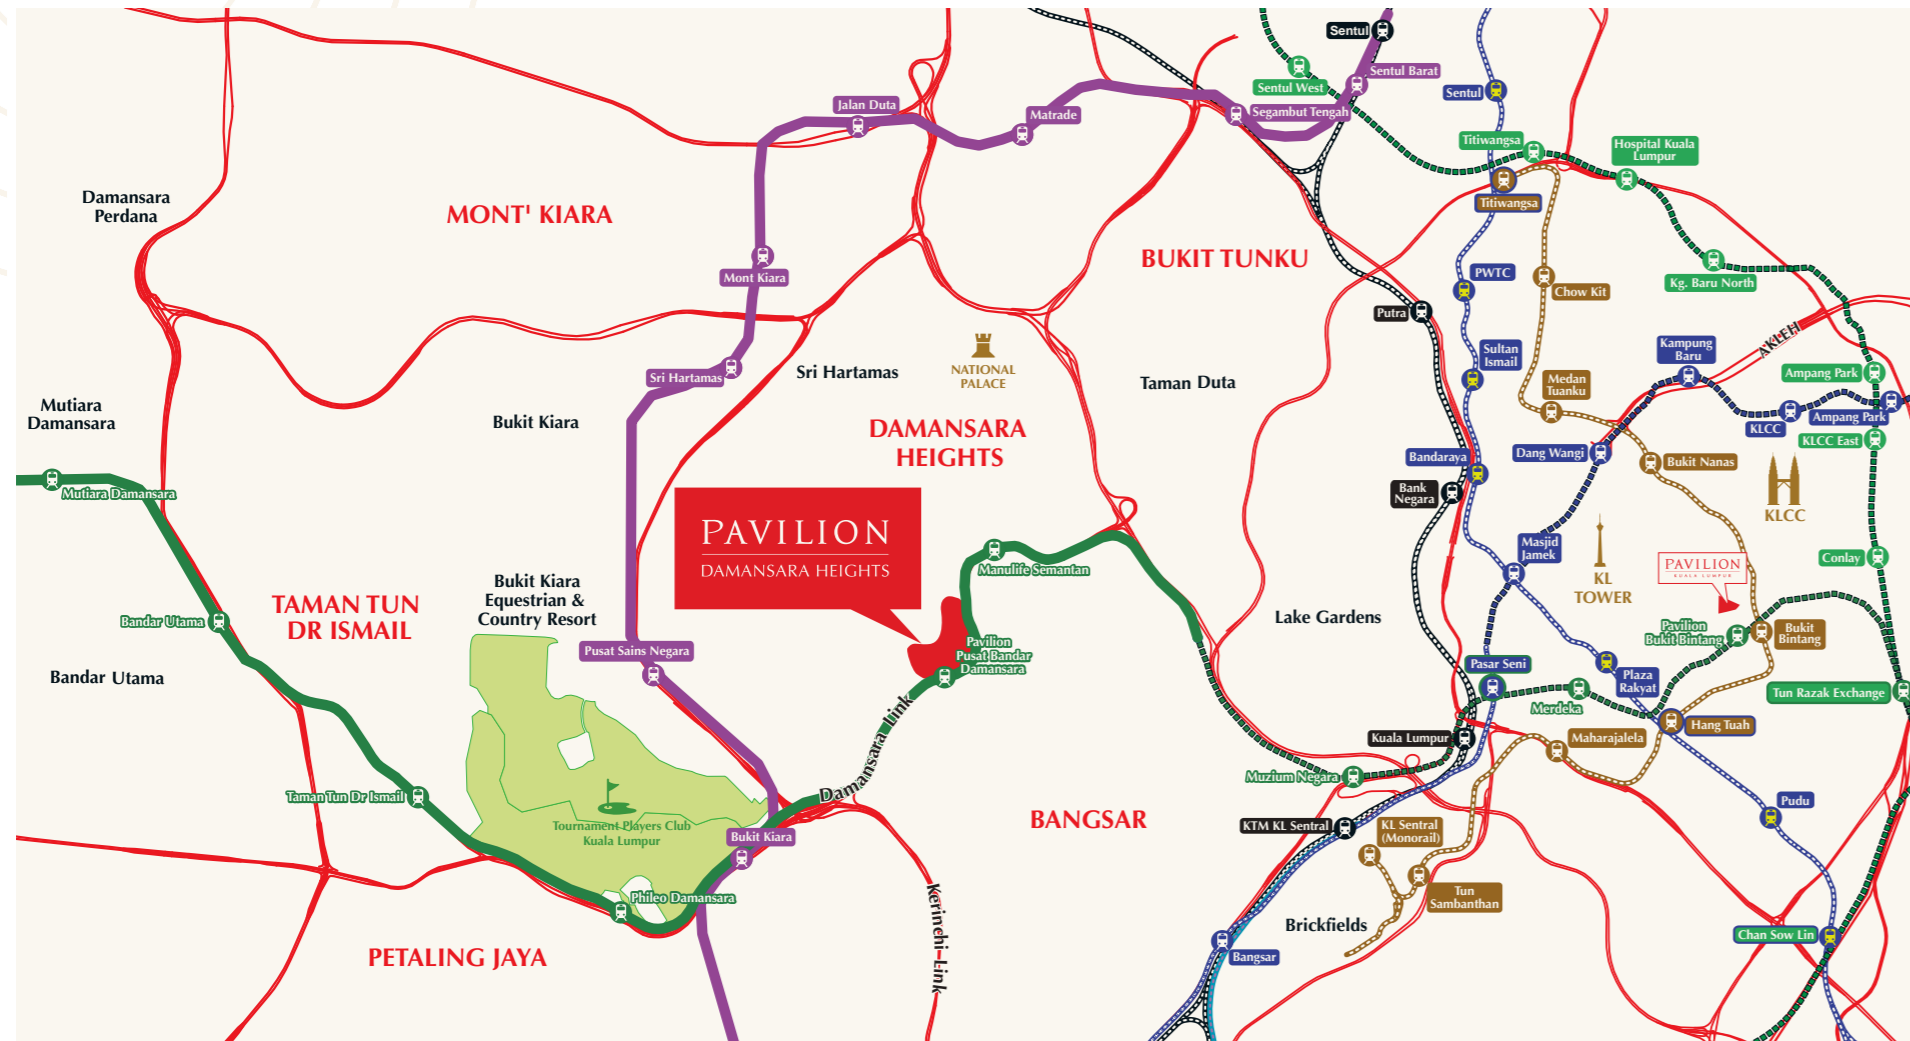 Sentul
Sentul Barat
Sentul West
Sentul
Jalan Duta
Matrade
Segambut Tengah
Titiwangsa
Hospital Kuala
Lumpur
Damansara
Perdana
MONT' KIARA
Titiwangsa
BUKIT TUNKU
Mont Kiara
PWTC
Kg. Baru North
Chow Kit
Putra
AKLEH
Sri Hartamas
Sri Hartamas
NATIONAL
PALACE
Taman Duta
Sultan
Ismail
Kampung
Baru
Medan
Tuanku
Ampang Park
Ampang Park
Mutiara
Damansara
Bukit Kiara
DAMANSARA
HEIGHTS
KLCC
KLCC East
Bandaraya
Dang Wangi
Bukit Nanas
Mutiara Damansara
Bank
Negara
KLCC
PAVILION
DAMANSARA HEIGHTS
Masjid
Jamek
Conlay
PAVILION
KUALA LUMPUR
Manulife Semantan
KL
TOWER
Bukit Kiara
Equestrian &
Country Resort
TAMAN TUN
DR ISMAIL
Bandar Utama
Lake Gardens
Pavilion
Bukit Bintang
Bukit
Bintang
Pusat Sains Negara
Pavilion
Pusat Bandar
Damansara
Pasar Seni
Plaza
Rakyat
Bandar Utama
Tun Razak Exchange
Merdeka
Hang Tuah
Damansara Link
Kuala Lumpur
Maharajalela
Muzium Negara
Taman Tun Dr Ismail
Pudu
BANGSAR
Tournament Players Club
Kuala Lumpur
Bukit Kiara
KTM KL Sentral
KL Sentral
(Monorail)
Phileo Damansara
Tun
Sambanthan
Kerinchi Link
Brickfields
Chan Sow Lin
PETALING JAYA
Bangsar